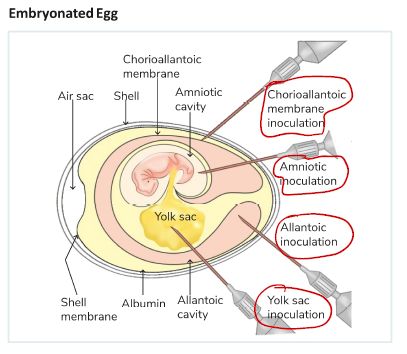 Embryonated Egg
Chorioallantoic
membrane
Air sac
Shell
Amniotic
cavity
Chorioallantoic
membrane
inoculation
Amniotic
inoculation
Yolk sac
Allantoic
inoculation
Shell
membrane
Albumin
Allantoic
cavity
Yolk sac
inoculation